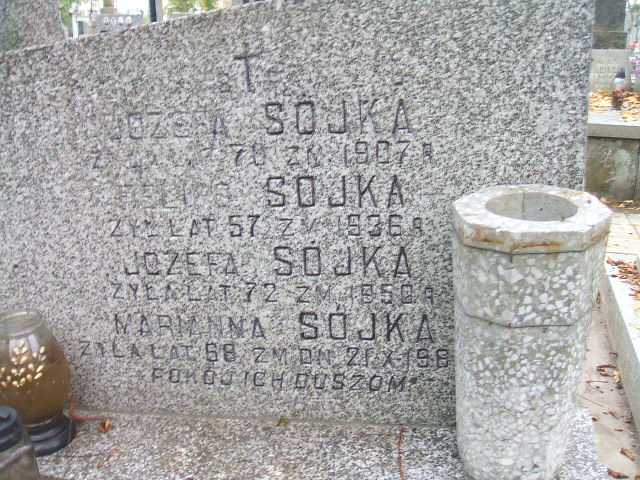 Ś † P
JÓZEFA SÓJKA
ŻYŁA LAT 70 ZM. 1907 R
FELIKS SÓJKA
ŻYŁ LAT 57 ZM. 1936 R
JÓZEFA SÓJKA
ŻYŁA LAT 72 ZM. 1950 R
MARIANNA SÓJKA
ŻYŁA LAT 68 ZM. DN. 21 X
POKÓJ ICH DUSZOM